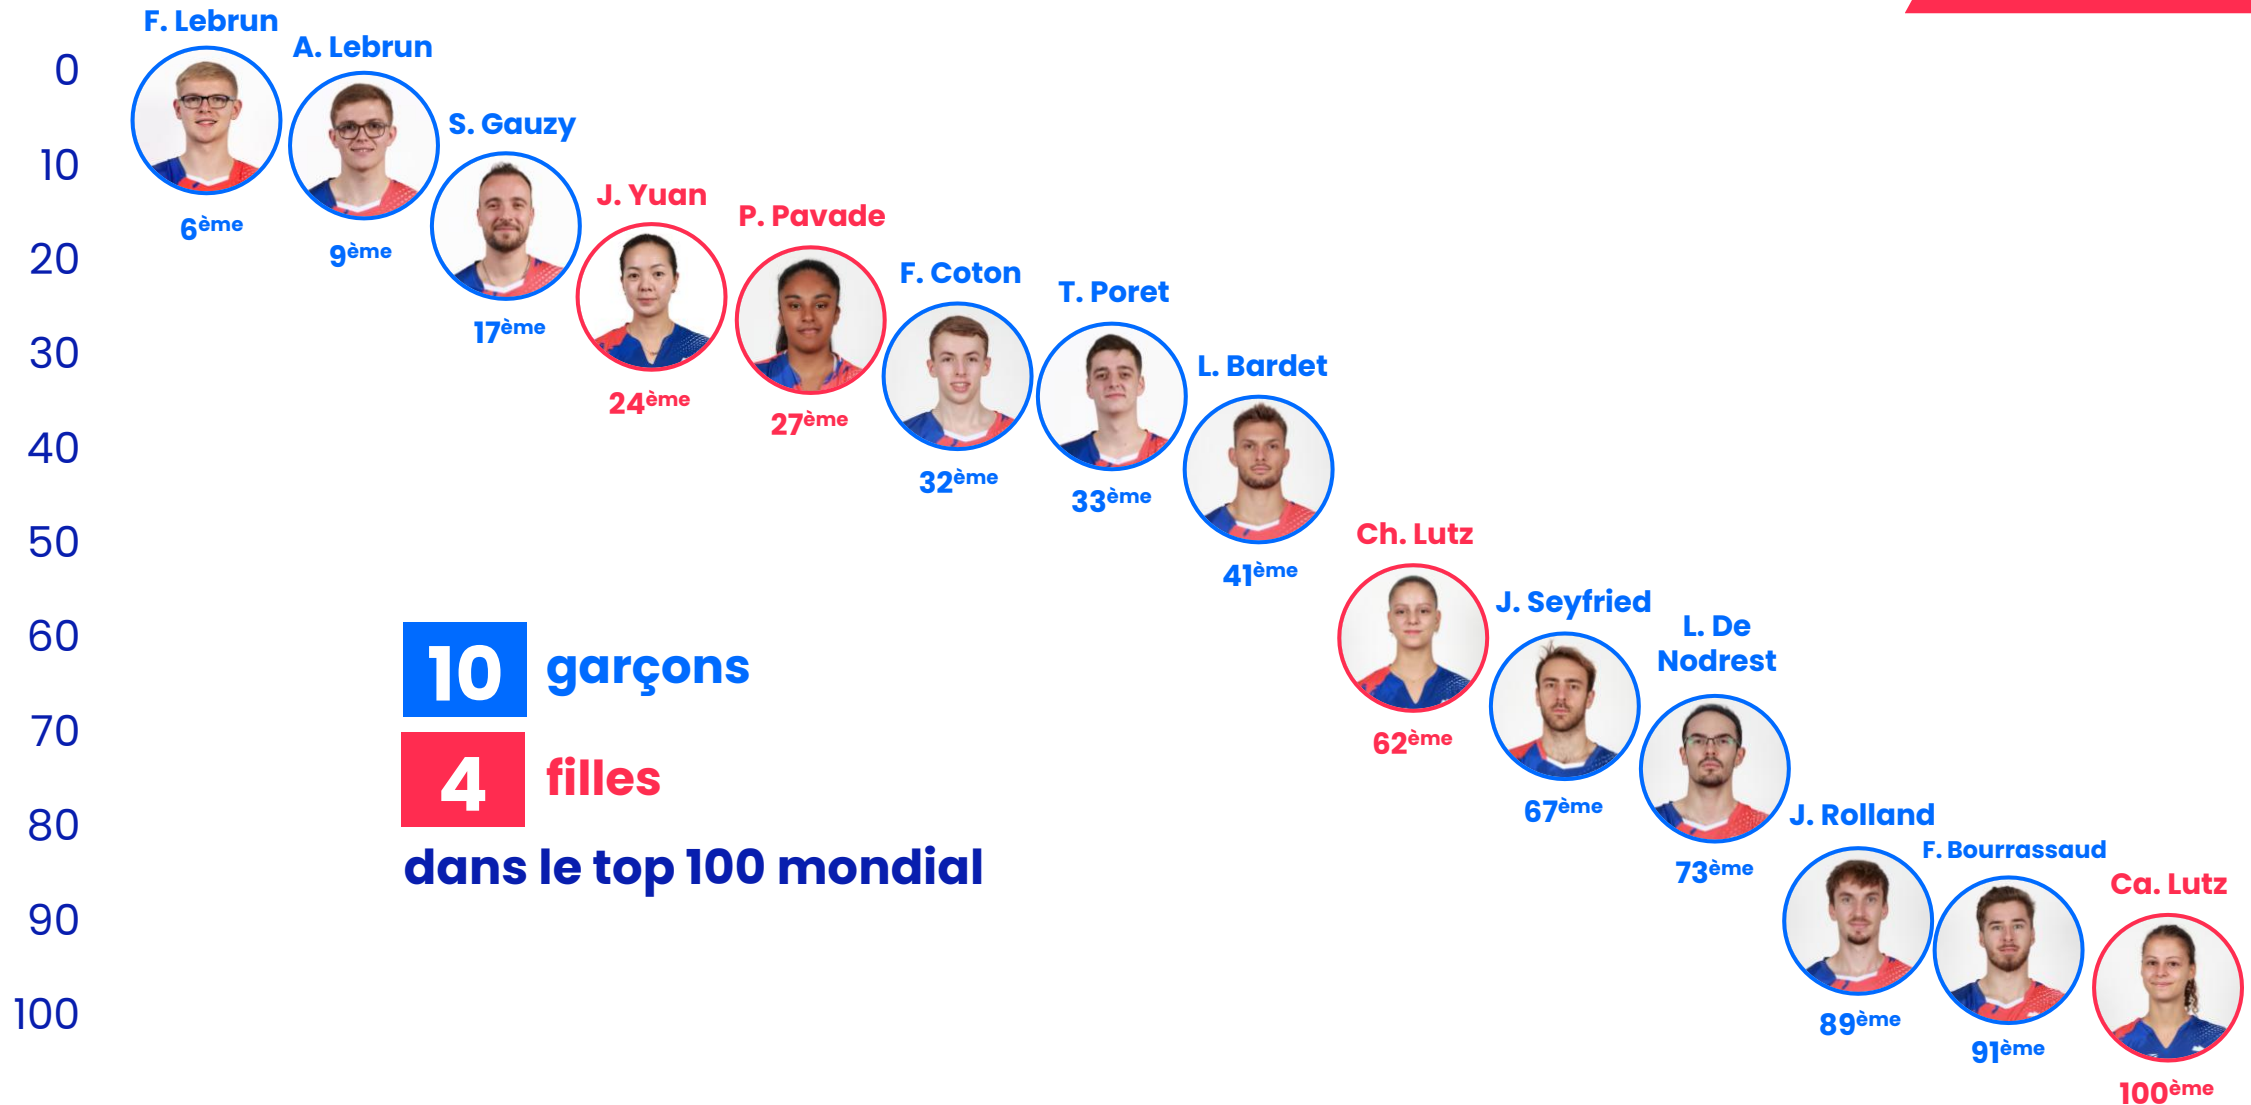 0
10
20
30
40
50
60
70
80
90
100
F. Lebrun
6ème
A. Lebrun
9ème
S. Gauzy
17ème
J. Yuan
24ème
P. Pavade
27ème
F. Coton
32ème
T. Poret
33ème
L. Bardet
41ème
Ch. Lutz
62ème
J. Seyfried
67ème
L. De
Nodrest
73ème
J. Rolland
89ème
F. Bourrassaud
91ème
Ca. Lutz
100ème
10 garçons
4 filles
dans le top 100 mondial